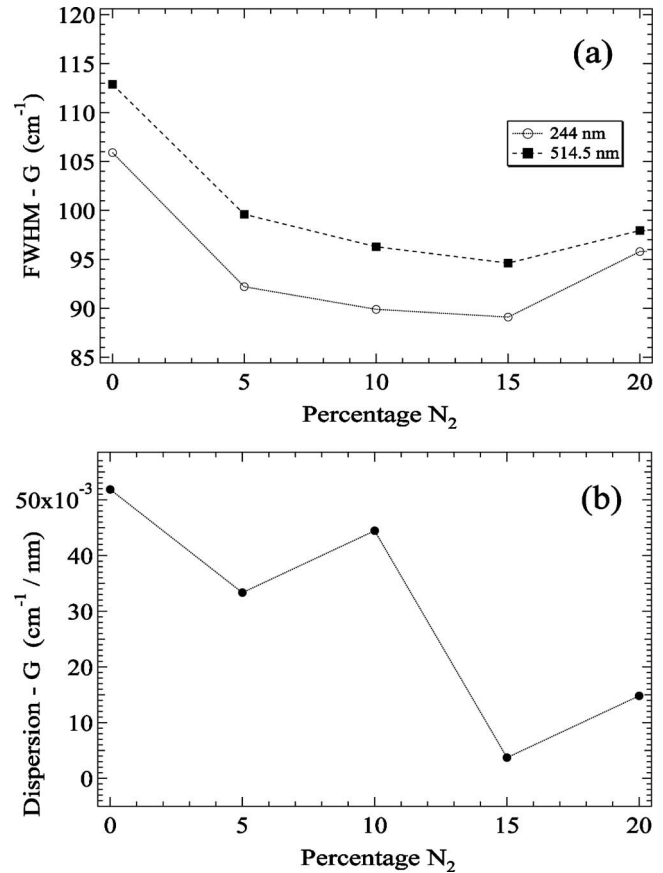 120
115
110
105
100
95
90
85
FWHM - G (cm⁻¹)
(a)
244 nm
514.5 nm
0 5 10 15 20
Percentage N₂
50x10⁻³
40
30
20
10
0
Dispersion - G (cm⁻¹ / nm)
(b)
0 5 10 15 20
Percentage N₂